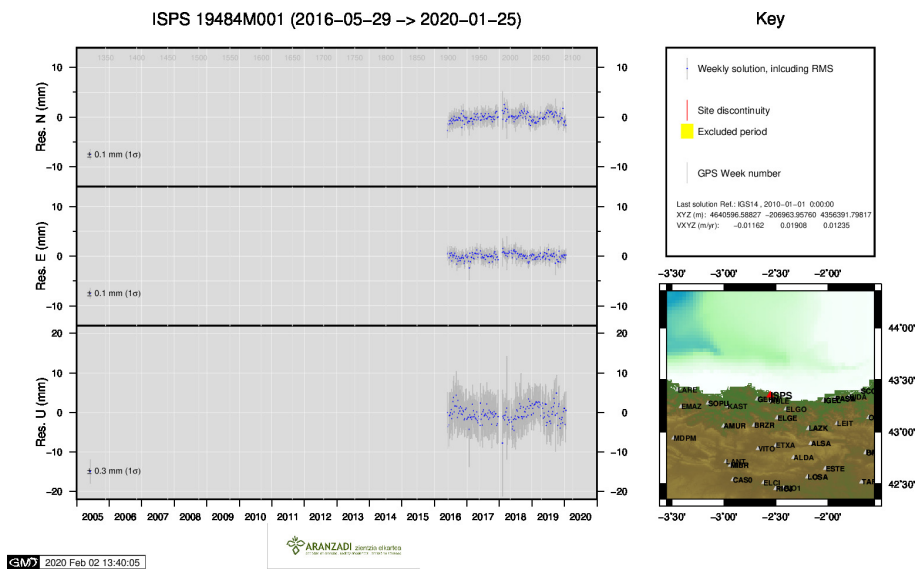 ISPS 19484M001 (2016-05-29 -> 2020-01-25)
1350 1400 1450 1500 1550 1600 1650 1700 1750 1800 1850 1900 1950 2000 2050 2100
Res. N (mm)
10 10
0 0
−10 −10
± 0.1 mm (1σ)
Res. E (mm)
10 10
0 0
−10 −10
± 0.1 mm (1σ)
Res. U (mm)
20 20
10 10
0 0
−10 −10
−20 −20
± 0.3 mm (1σ)
2005 2006 2007 2008 2009 2010 2011 2012 2013 2014 2015 2016 2017 2018 2019 2020
Key
Weekly solution, inlcuding RMS
Site discontinuity
Excluded period
GPS Week number
Last solution Ref.: IGS14 , 2010−01−01 0:00:00
XYZ (m): 4640596.58827 −206963.95760 4356391.79817
VXYZ (m/yr): −0.01162 0.01908 0.01235
−3°30' −3°00' −2°30' −2°00'
44°00'
43°30'
LARE
ISPS
EMAZ SOPU KAST
ELGO
ELGE
AMUR BRZR LAZK LEIT
43°00'
MDPM
VITO ETXA ALSA
ALDA
ESTE
CAS0 ELCI LOSA
42°30'
−3°30' −3°00' −2°30' −2°00'
ARANZADI zientzia elkartea
GMT 2020 Feb 02 13:40:05